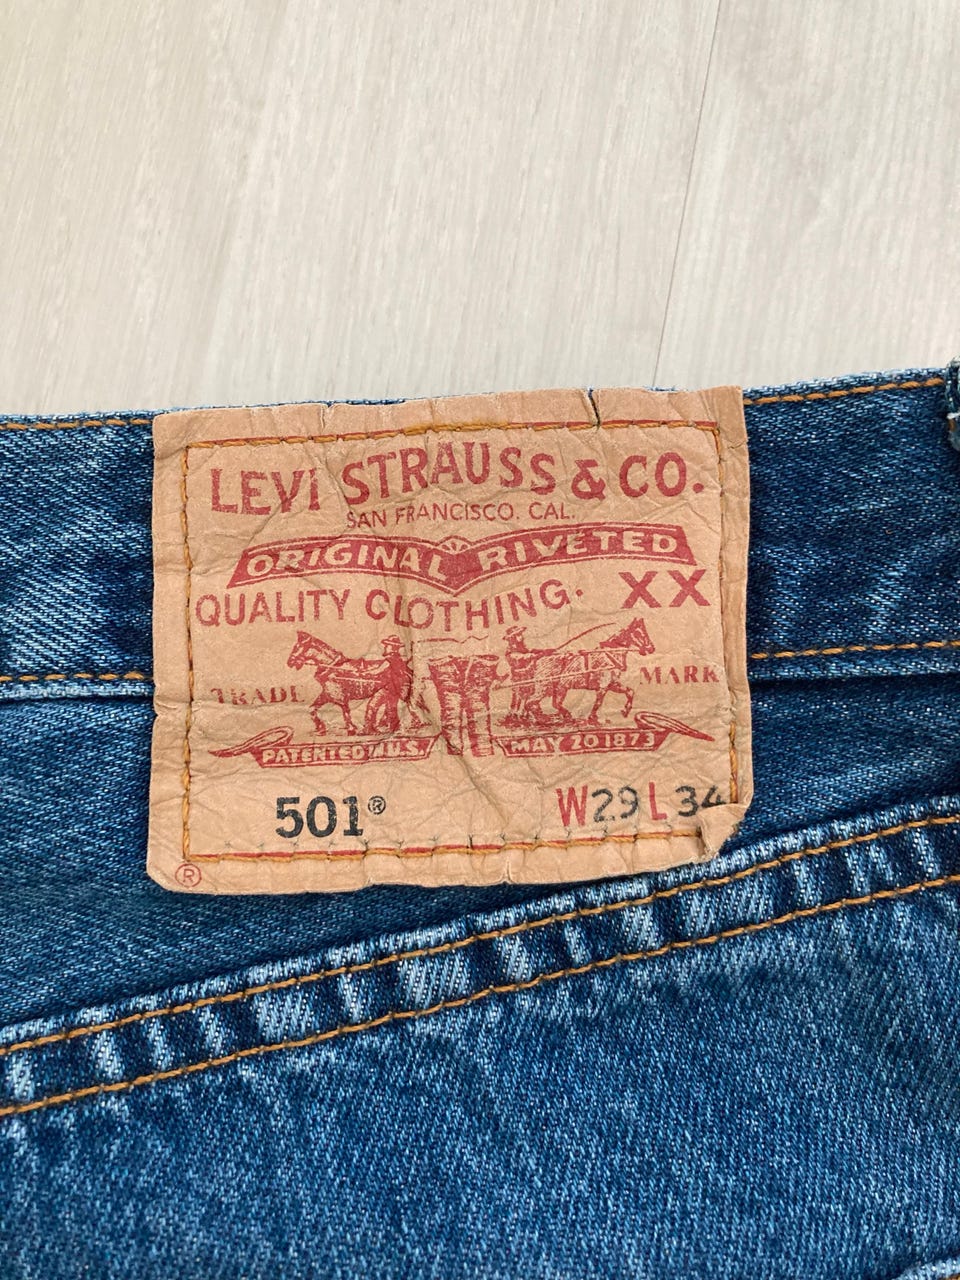 LEVI STRAUSS & CO.
SAN FRANCISCO. CAL.
ORIGINAL RIVETED
QUALITY CLOTHING. XX
TRADE MARK
PATENTED IN U.S. MAY 20 1873
501® W29 L34
®